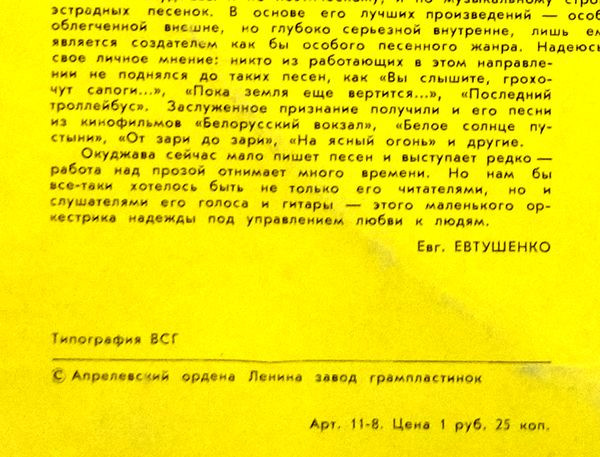 эстрадных песенок. В основе его лучших произведений — особ
облегченной внешне, но глубоко серьезной внутренне, лишь ем
является создателем как бы особого песенного жанра. Надеюсь
свое личное мнение: никто из работающих в этом направле-
нии не поднялся до таких песен, как «Вы слышите, грохо-
чут сапоги...», «Пока земля еще вертится...», «Последний
троллейбус». Заслуженное признание получили и его песни
из кинофильмов «Белорусский вокзал», «Белое солнце пу-
стыни», «От зари до зари», «На ясный огонь» и другие.
Окуджава сейчас мало пишет песен и выступает редко —
работа над прозой отнимает много времени. Но нам бы
все-таки хотелось быть не только его читателями, но и
слушателями его голоса и гитары — этого маленького ор-
кестрика надежды под управлением любви к людям.
Евг. ЕВТУШЕНКО
Типография ВСГ
© Апрелевский ордена Ленина завод грампластинок
Арт. 11-8. Цена 1 руб. 25 коп.